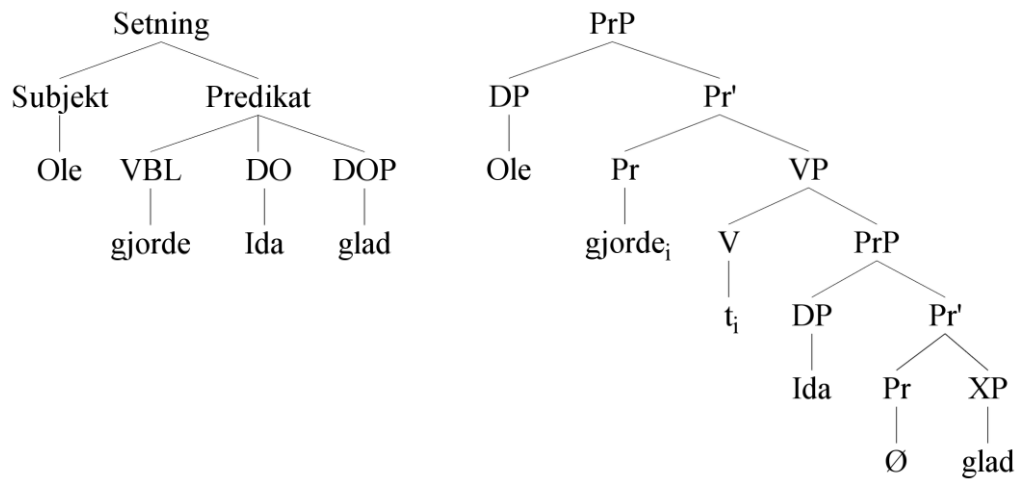 Setning PrP
Subjekt Predikat DP Pr'
Ole VBL DO DOP Ole Pr VP
gjorde Ida glad gjordeᵢ V PrP
tᵢ DP Pr'
Ida Pr XP
Ø glad